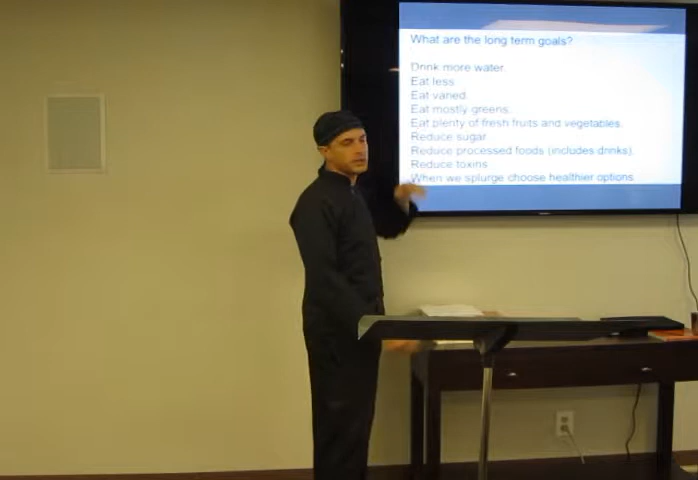 What are the long term goals?
Drink more water.
Eat less
Eat varied.
Eat mostly greens.
Eat plenty of fresh fruits and vegetables.
Reduce sugar
Reduce processed foods (includes drinks).
Reduce toxins
When we splurge choose healthier options.